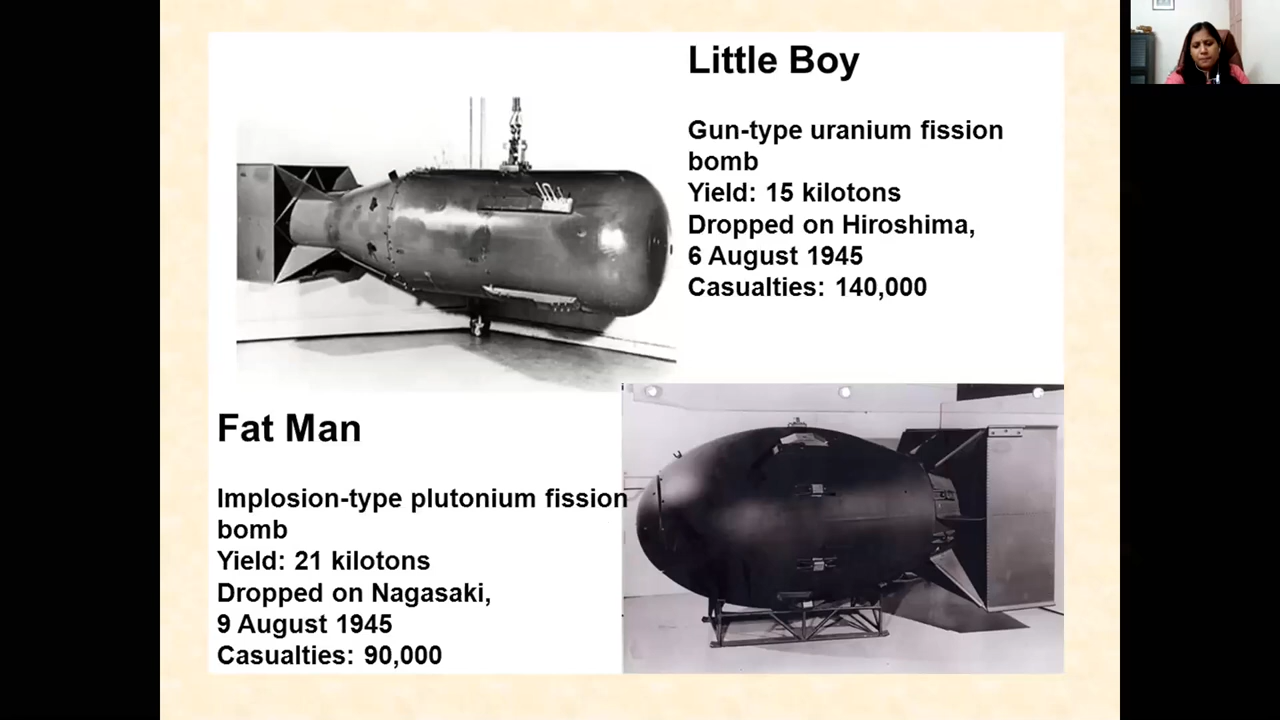 Little Boy
Gun-type uranium fission
bomb
Yield: 15 kilotons
Dropped on Hiroshima,
6 August 1945
Casualties: 140,000
Fat Man
Implosion-type plutonium fission
bomb
Yield: 21 kilotons
Dropped on Nagasaki,
9 August 1945
Casualties: 90,000